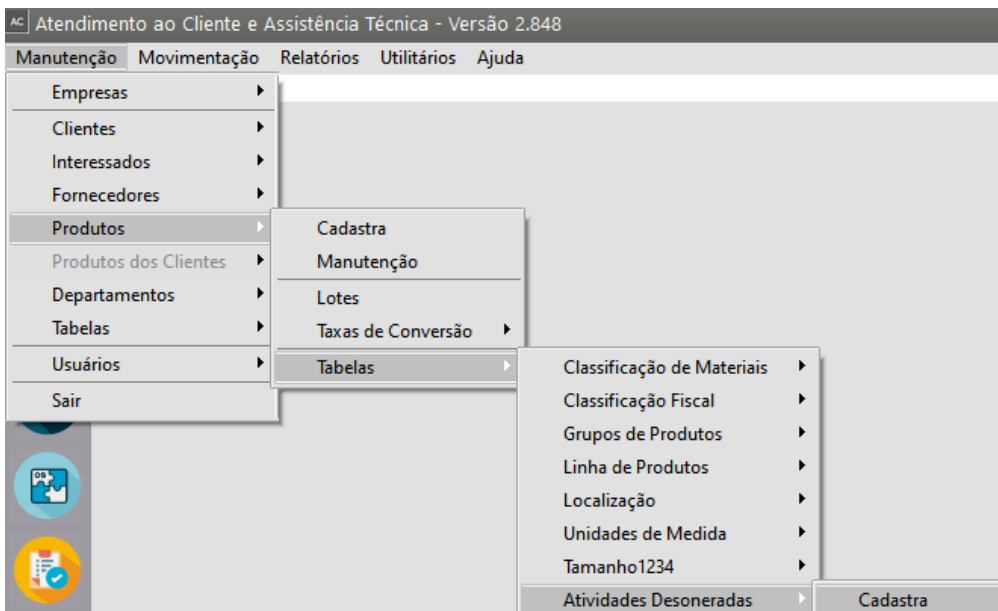 AC Atendimento ao Cliente e Assistência Técnica - Versão 2.848
Manutenção Movimentação Relatórios Utilitários Ajuda
Empresas
Clientes
Interessados
Fornecedores
Produtos
Produtos dos Clientes
Departamentos
Tabelas
Usuários
Sair
Cadastra
Manutenção
Lotes
Taxas de Conversão
Tabelas
Classificação de Materiais
Classificação Fiscal
Grupos de Produtos
Linha de Produtos
Localização
Unidades de Medida
Tamanho1234
Atividades Desoneradas
Cadastra
OS